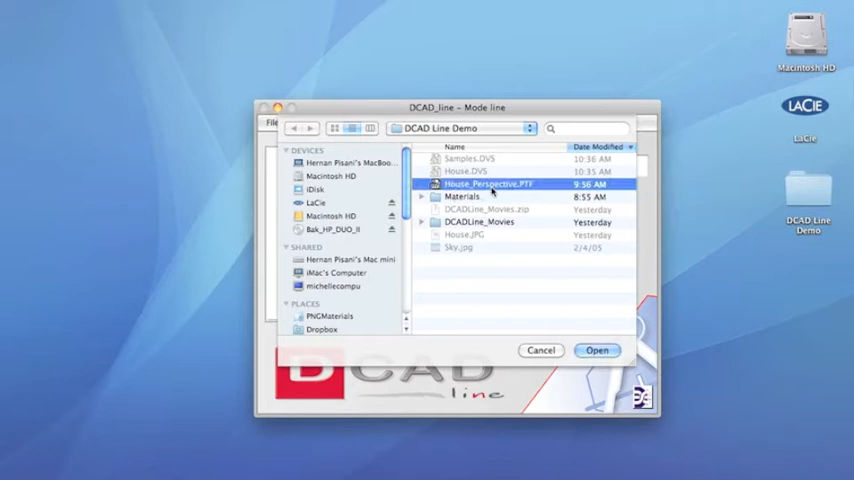 Macintosh HD
LACIE
LaCie
DCAD Line
Demo
DCAD_line - Mode line
File
DCAD Line Demo
DEVICES
Hernan Pisani's MacBoo...
Macintosh HD
iDisk
LaCie
Macintosh HD
Bak_HP_DUO_II
SHARED
Hernan Pisani's Mac mini
iMac's Computer
michellecompu
PLACES
PNGMaterials
Dropbox
Name Date Modified
Samples.DVS 10:36 AM
House.DVS 10:35 AM
House_Perspective.PTF 9:56 AM
Materials 8:55 AM
DCADLine_Movies.zip Yesterday
DCADLine_Movies Yesterday
House.JPG Yesterday
Sky.jpg 2/4/05
Cancel Open
DCAD
line